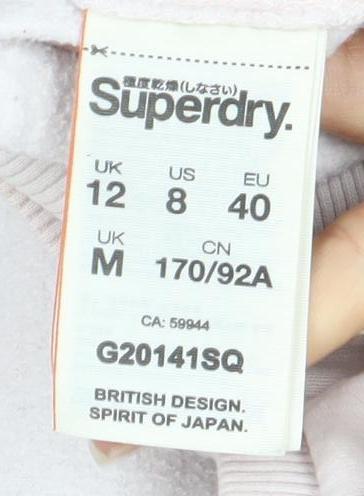 極度乾燥(しなさい)
Superdry.
UK US EU
12 8 40
UK CN
M 170/92A
CA: 59944
G20141SQ
BRITISH DESIGN.
SPIRIT OF JAPAN.